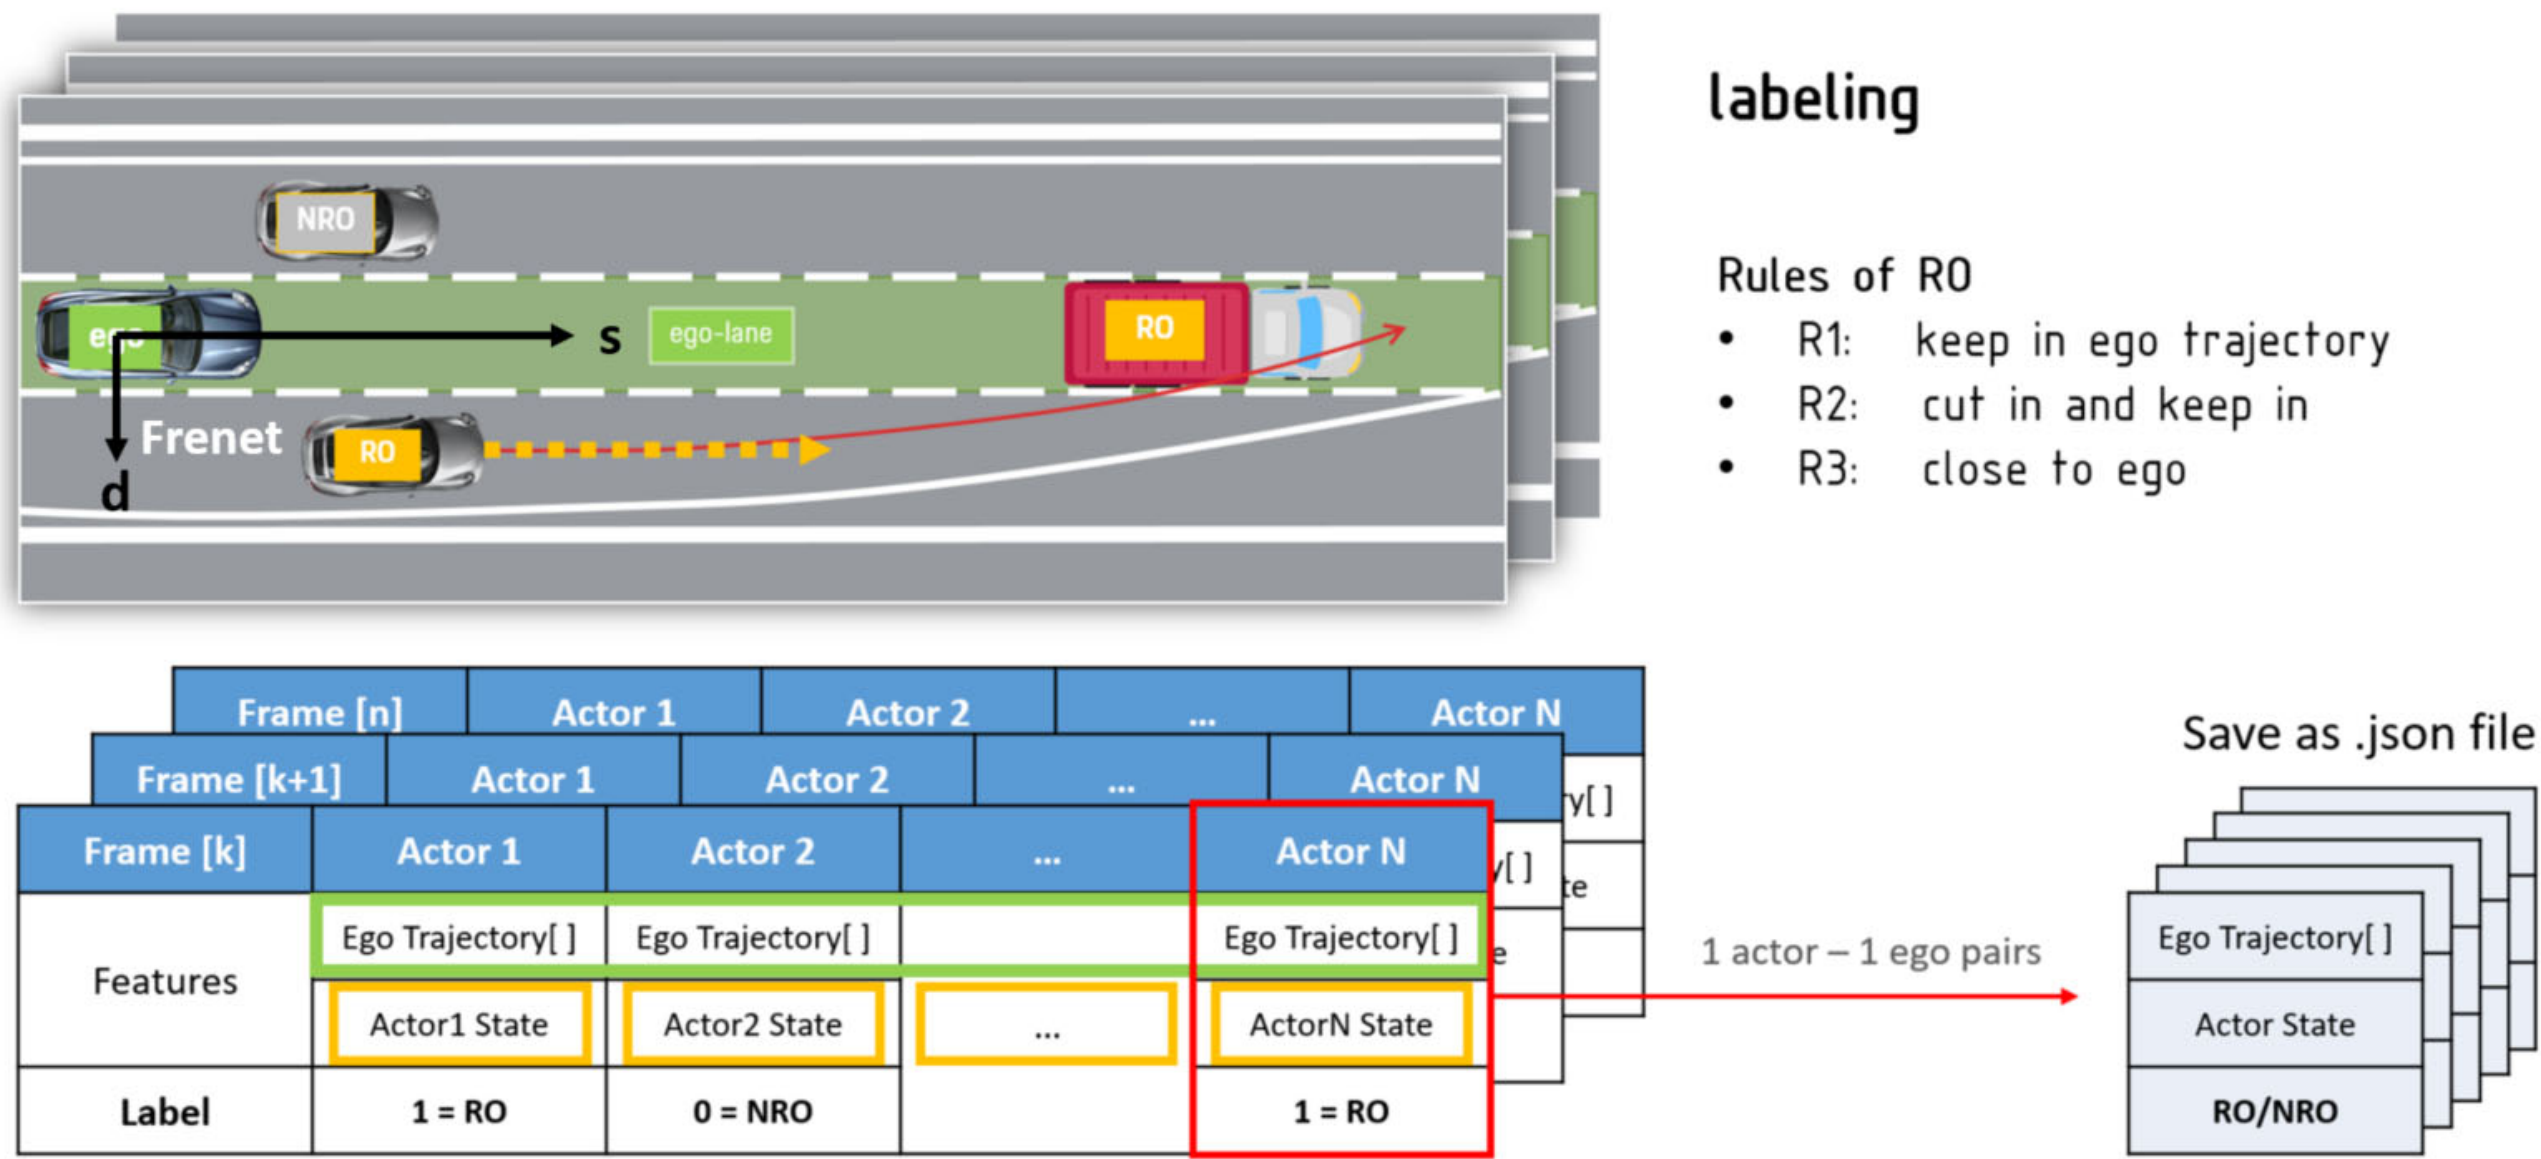 labeling
NRO
ego
s
ego-lane
RO
Frenet
RO
d
Rules of RO
• R1: keep in ego trajectory
• R2: cut in and keep in
• R3: close to ego
Frame [n] Actor 1 Actor 2 ... Actor N
Frame [k+1] Actor 1 Actor 2 ... Actor N
Frame [k] Actor 1 Actor 2 ... Actor N
Features
Ego Trajectory[ ] Ego Trajectory[ ] Ego Trajectory[ ]
Actor1 State Actor2 State ... ActorN State
Label 1 = RO 0 = NRO 1 = RO
y[ ]
te
y[ ]
e
1 actor – 1 ego pairs
Save as .json file
Ego Trajectory[ ]
Actor State
RO/NRO